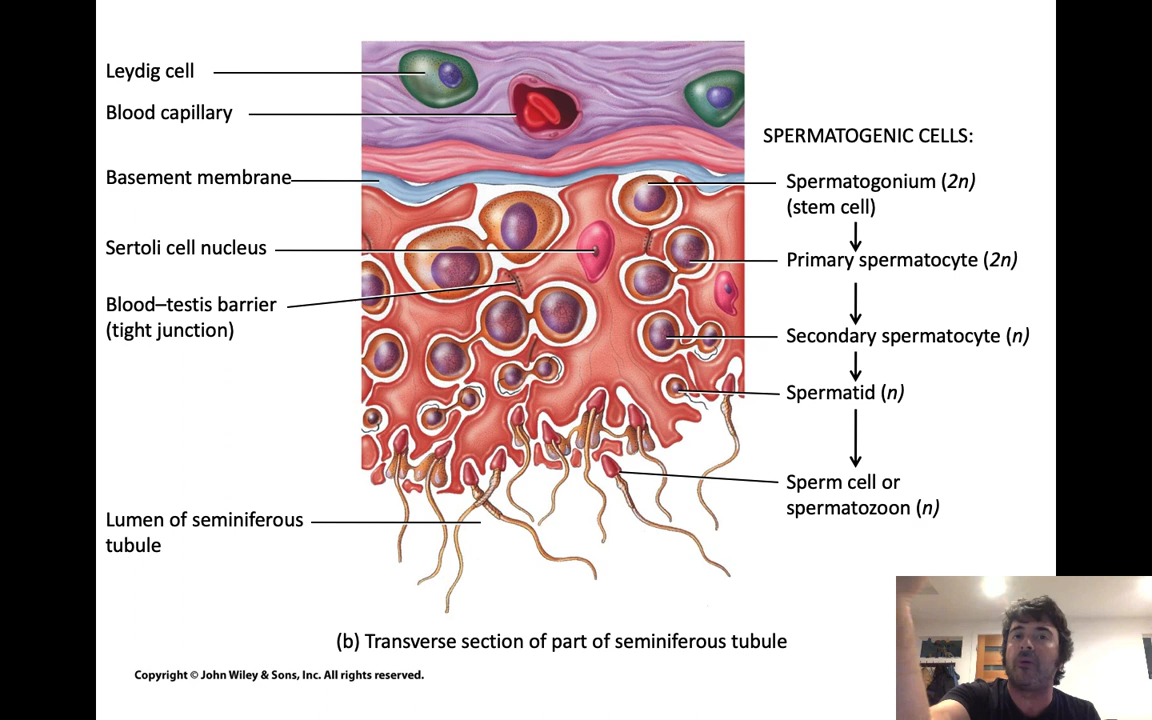 Leydig cell
Blood capillary
Basement membrane
Sertoli cell nucleus
Blood–testis barrier
(tight junction)
Lumen of seminiferous
tubule
SPERMATOGENIC CELLS:
Spermatogonium (2n)
(stem cell)
Primary spermatocyte (2n)
Secondary spermatocyte (n)
Spermatid (n)
Sperm cell or
spermatozoon (n)
(b) Transverse section of part of seminiferous tubule
Copyright © John Wiley & Sons, Inc. All rights reserved.